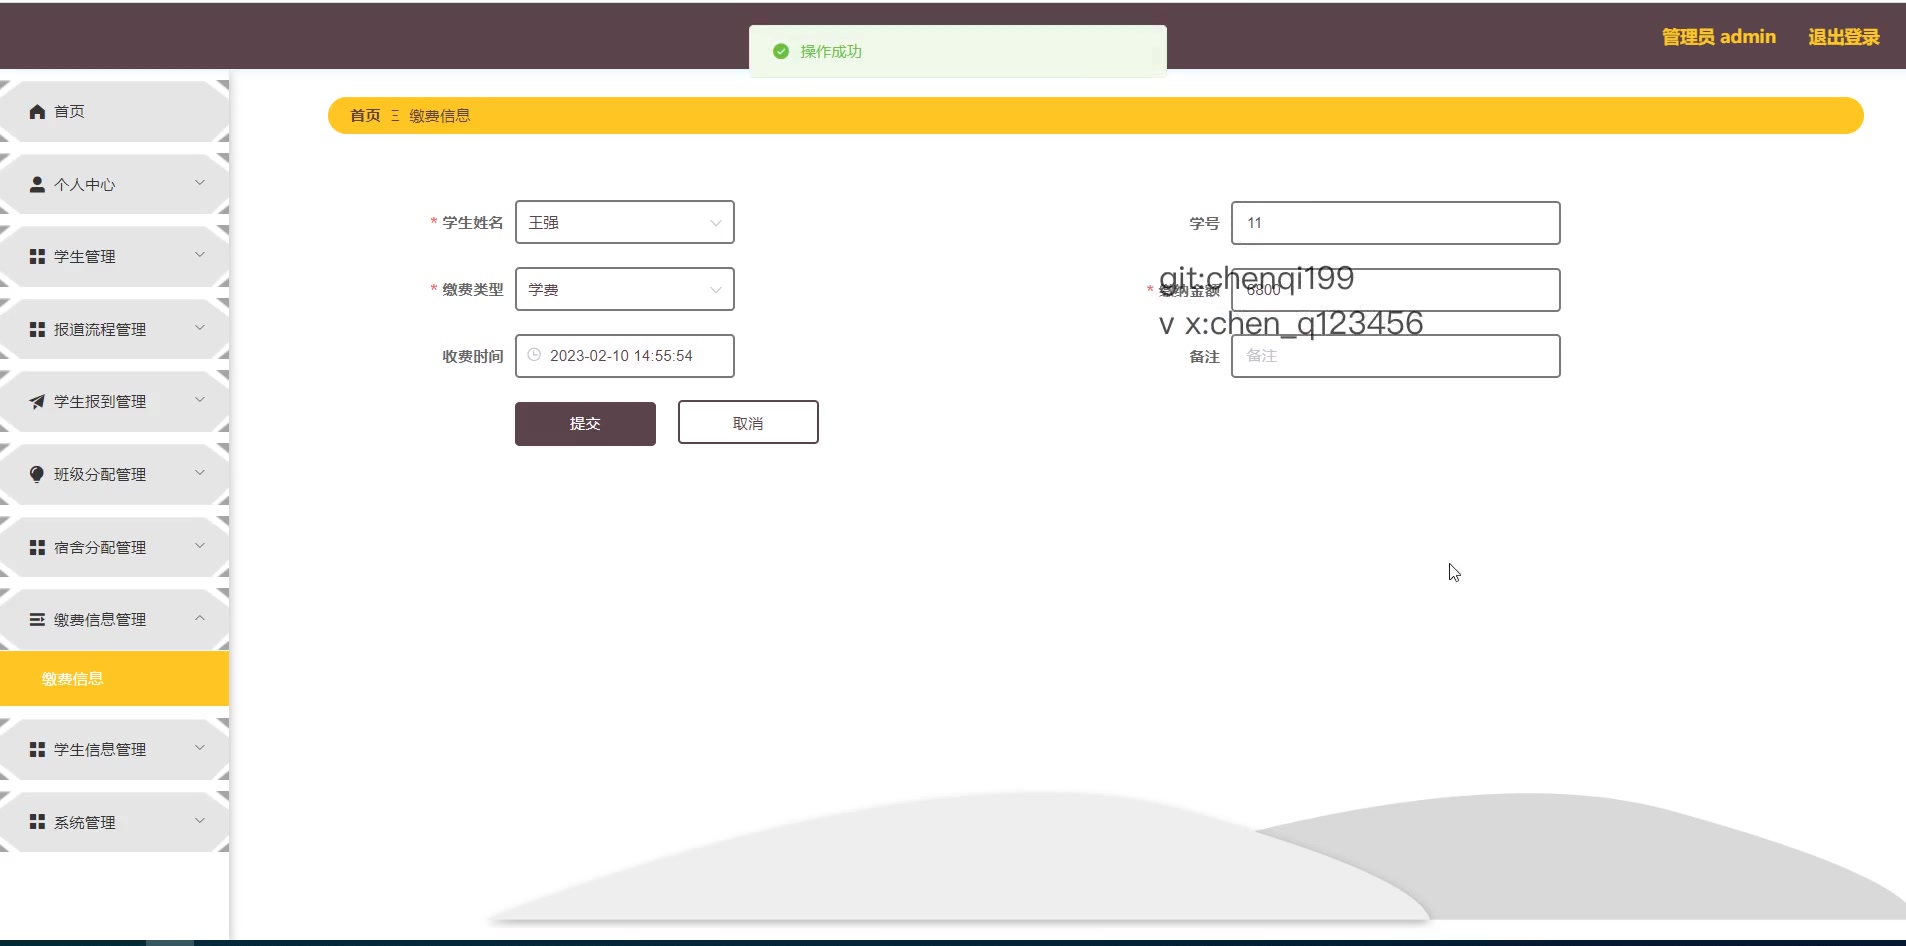 操作成功
管理员 admin
退出登录
首页
个人中心
学生管理
报道流程管理
学生报到管理
班级分配管理
宿舍分配管理
缴费信息管理
缴费信息
学生信息管理
系统管理
首页 Ξ 缴费信息
* 学生姓名 王强
学号 11
* 缴费类型 学费
* 缴纳金额 6800
git:chenqi199
v x:chen_q123456
收费时间 2023-02-10 14:55:54
备注 备注
提交
取消